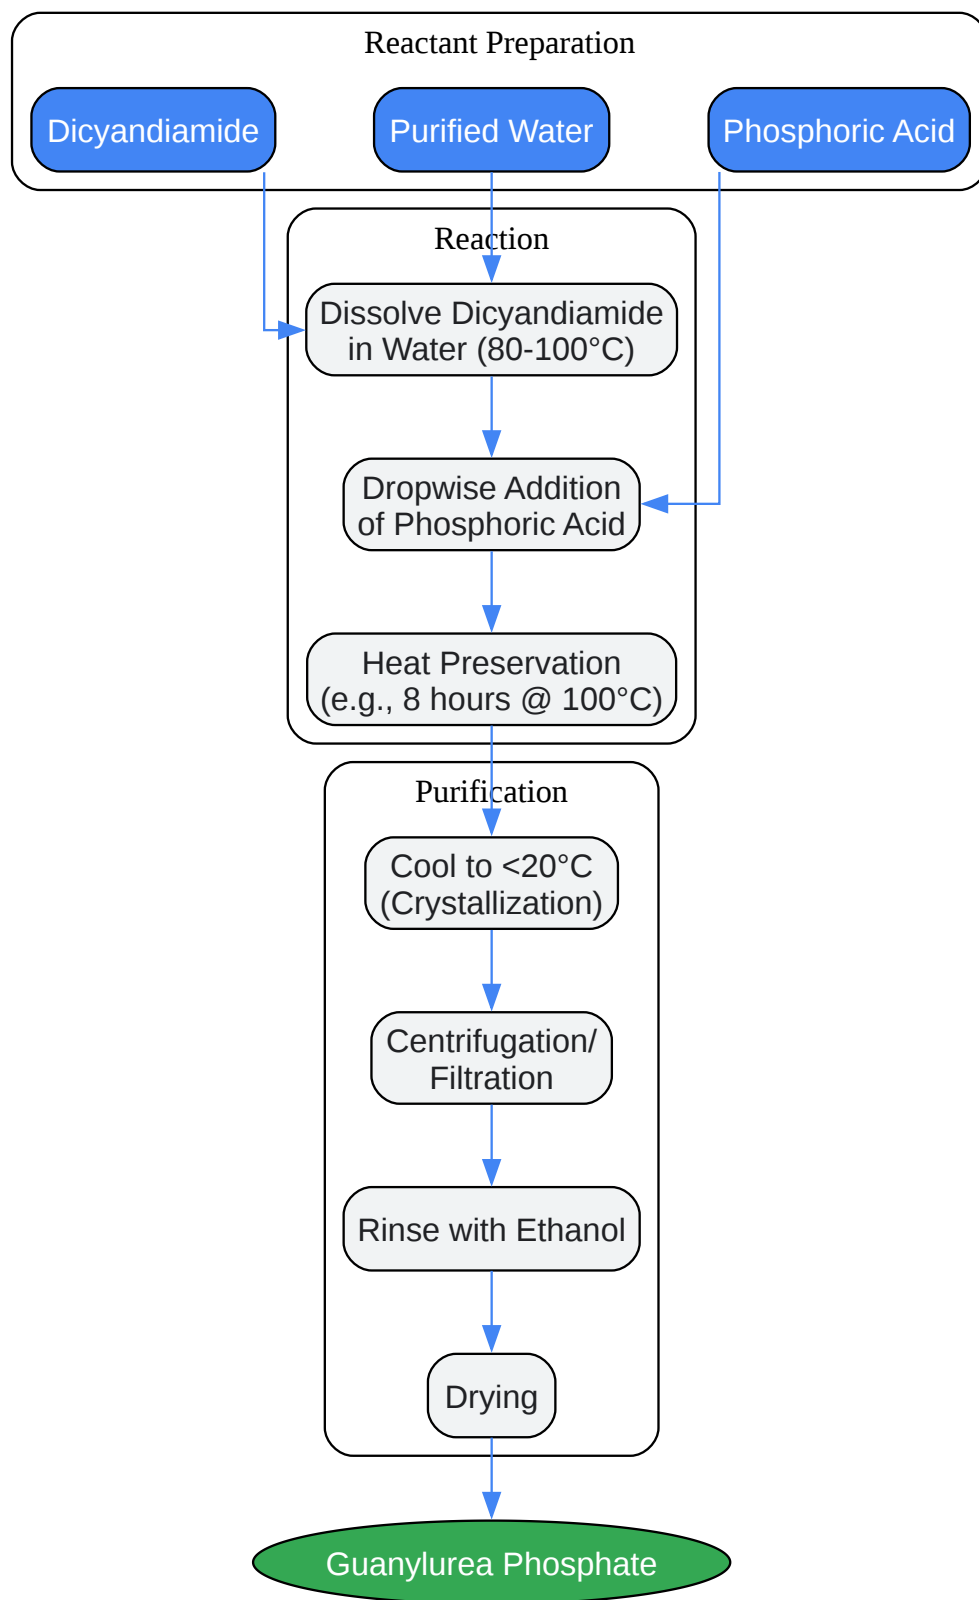 Reactant Preparation
Dicyandiamide
Purified Water
Phosphoric Acid
Reaction
Dissolve Dicyandiamide
in Water (80-100°C)
Dropwise Addition
of Phosphoric Acid
Heat Preservation
(e.g., 8 hours @ 100°C)
Purification
Cool to <20°C
(Crystallization)
Centrifugation/
Filtration
Rinse with Ethanol
Drying
Guanylurea Phosphate